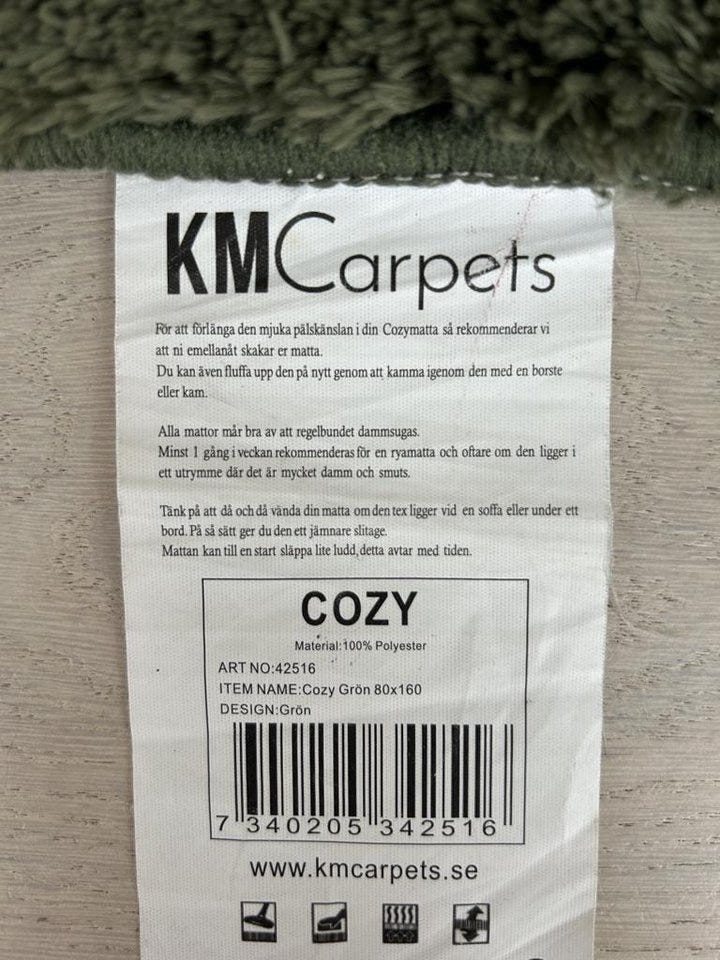 KMCarpets
För att förlänga den mjuka pälskänslan i din Cozymatta så rekommenderar vi
att ni emellanåt skakar er matta.
Du kan även fluffa upp den på nytt genom att kamma igenom den med en borste
eller kam.
Alla mattor mår bra av att regelbundet dammsugas.
Minst 1 gång i veckan rekommenderas för en ryamatta och oftare om den ligger i
ett utrymme där det är mycket damm och smuts.
Tänk på att då och då vända din matta om den tex ligger vid en soffa eller under ett
bord. På så sätt ger du den ett jämnare slitage.
Mattan kan till en start släppa lite ludd, detta avtar med tiden.
COZY
Material:100% Polyester
ART NO:42516
ITEM NAME:Cozy Grön 80x160
DESIGN:Grön
7 340205 342516
www.kmcarpets.se